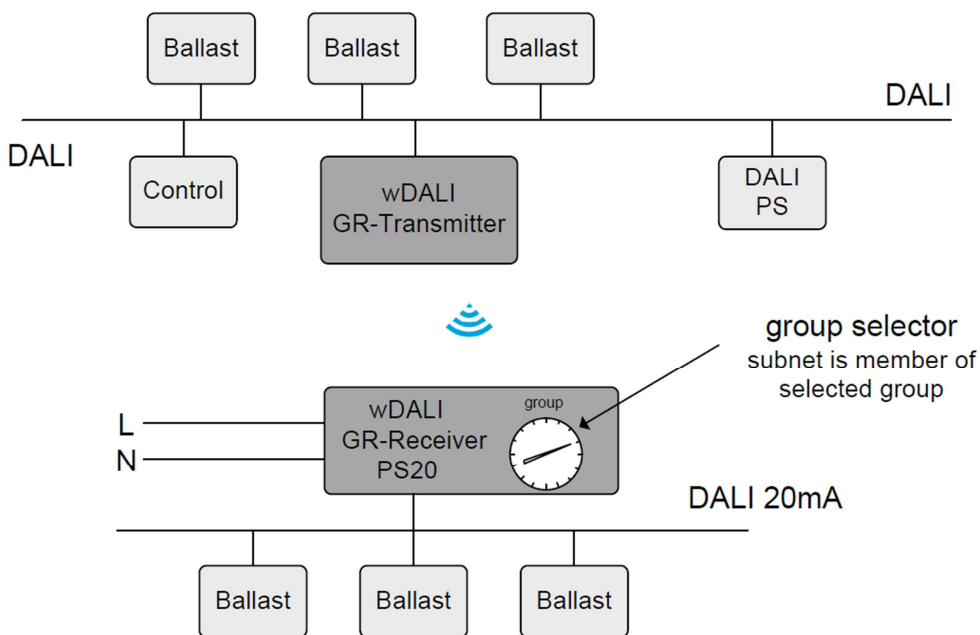 Ballast
Ballast
Ballast
DALI
DALI
Control
wDALI
GR-Transmitter
DALI
PS
group selector
subnet is member of
selected group
L
N
wDALI
GR-Receiver
PS20
group
DALI 20mA
Ballast
Ballast
Ballast